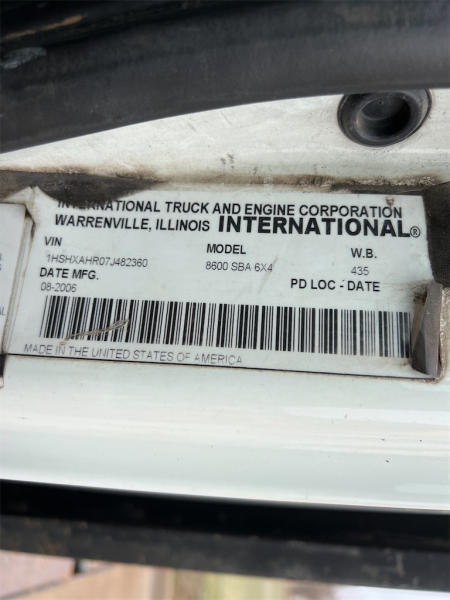 INTERNATIONAL TRUCK AND ENGINE CORPORATION
WARRENVILLE, ILLINOIS INTERNATIONAL®
VIN MODEL W.B.
1HSHXAHR07J482360 8600 SBA 6X4 435
DATE MFG. PD LOC - DATE
08-2006
MADE IN THE UNITED STATES OF AMERICA